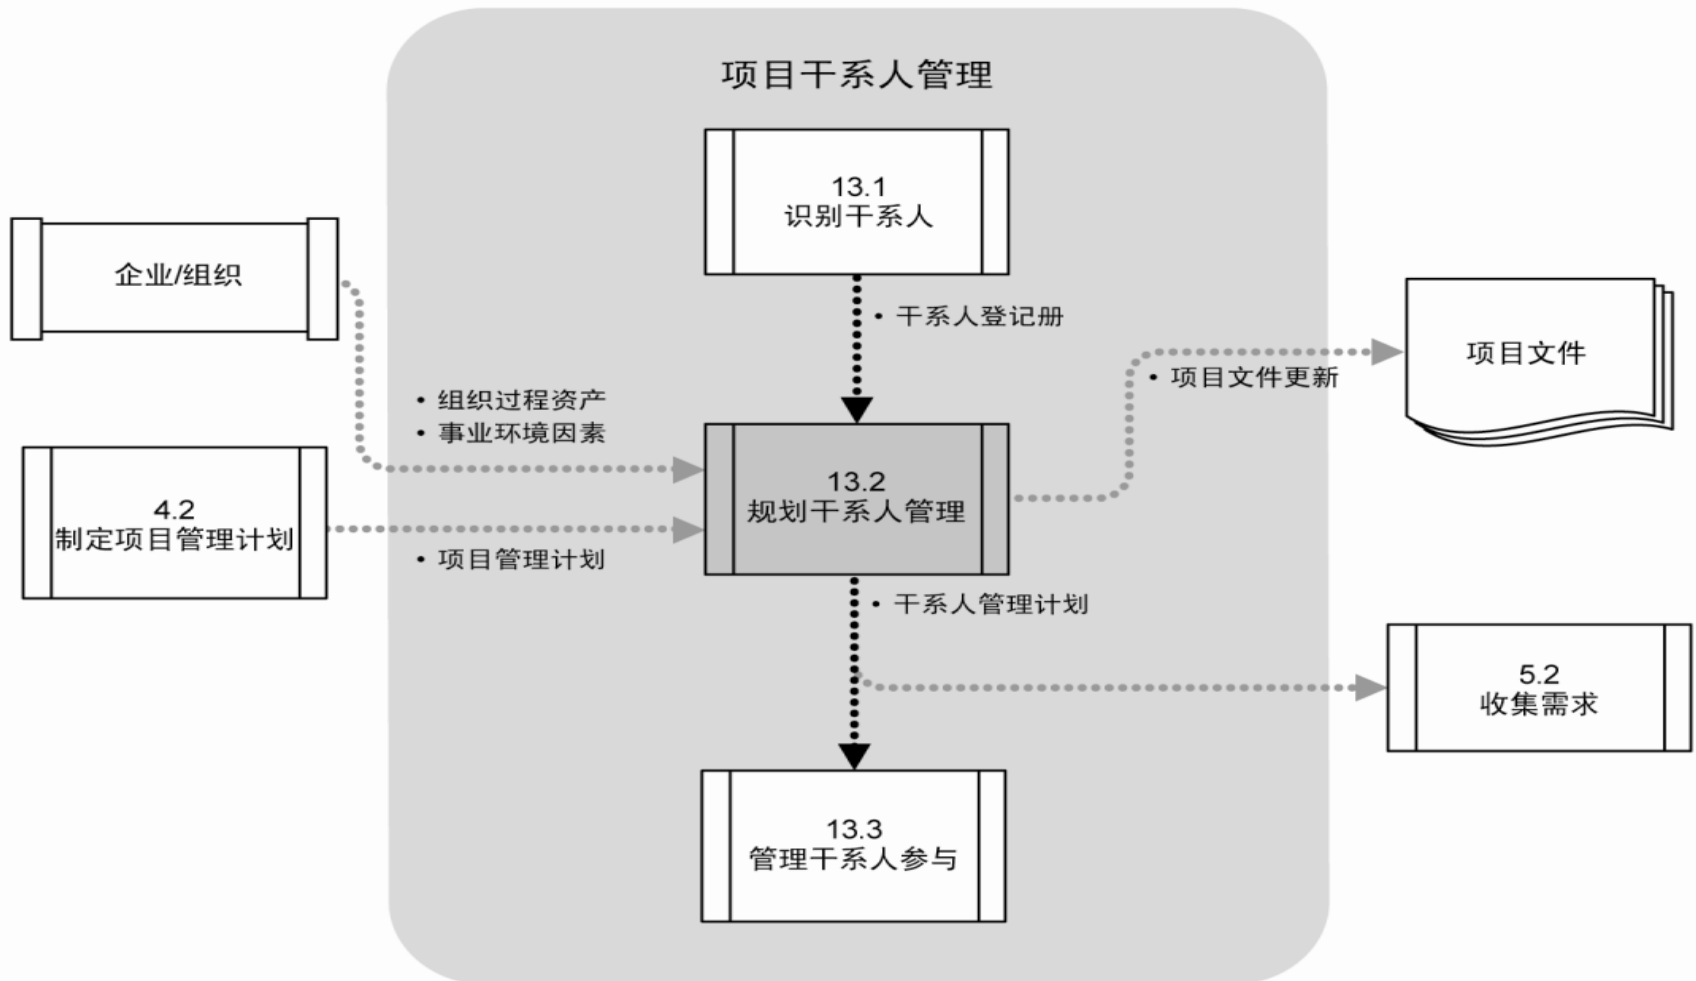 项目干系人管理
13.1
识别干系人
企业/组织
• 干系人登记册
项目文件
• 项目文件更新
• 组织过程资产
• 事业环境因素
13.2
规划干系人管理
4.2
制定项目管理计划
• 项目管理计划
• 干系人管理计划
5.2
收集需求
13.3
管理干系人参与